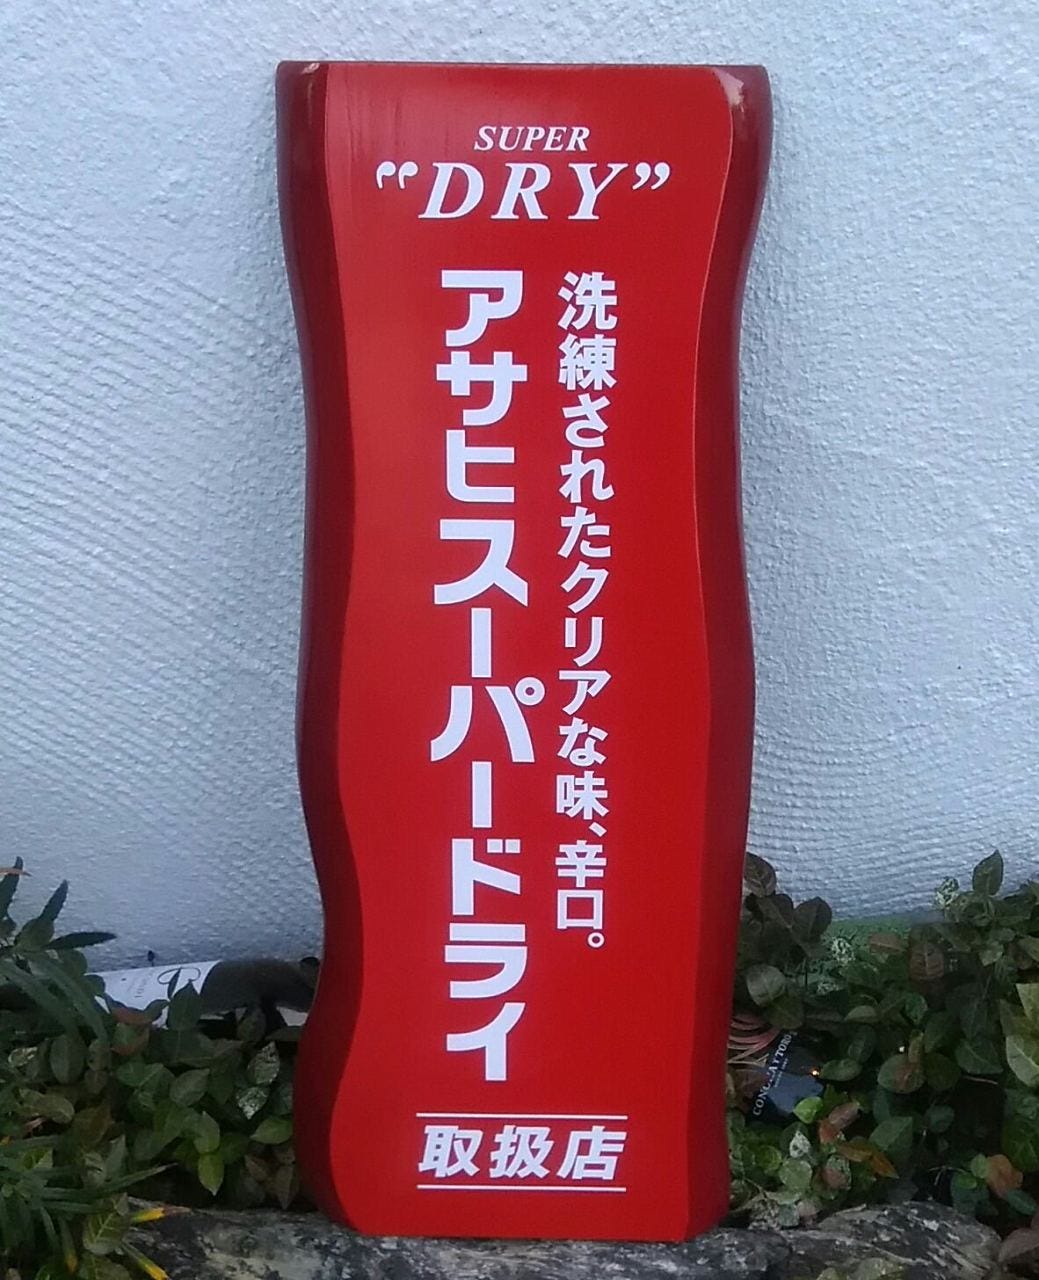 SUPER
“DRY”
洗練されたクリアな味、辛口。
アサヒスーパードライ
取扱店